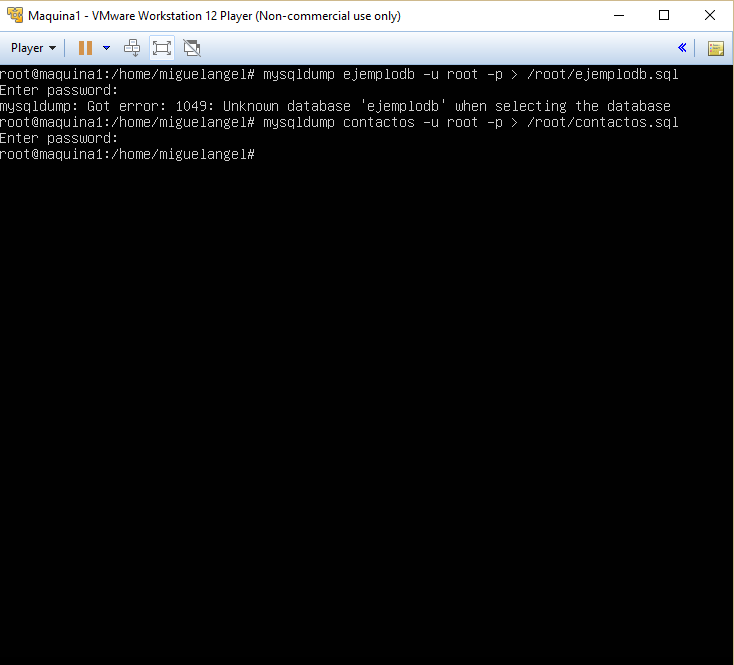 Maquina1 - VMware Workstation 12 Player (Non-commercial use only)
Player
root@maquina1:/home/miguelangel# mysqldump ejemplodb -u root -p > /root/ejemplodb.sql
Enter password:
mysqldump: Got error: 1049: Unknown database 'ejemplodb' when selecting the database
root@maquina1:/home/miguelangel# mysqldump contactos -u root -p > /root/contactos.sql
Enter password:
root@maquina1:/home/miguelangel#